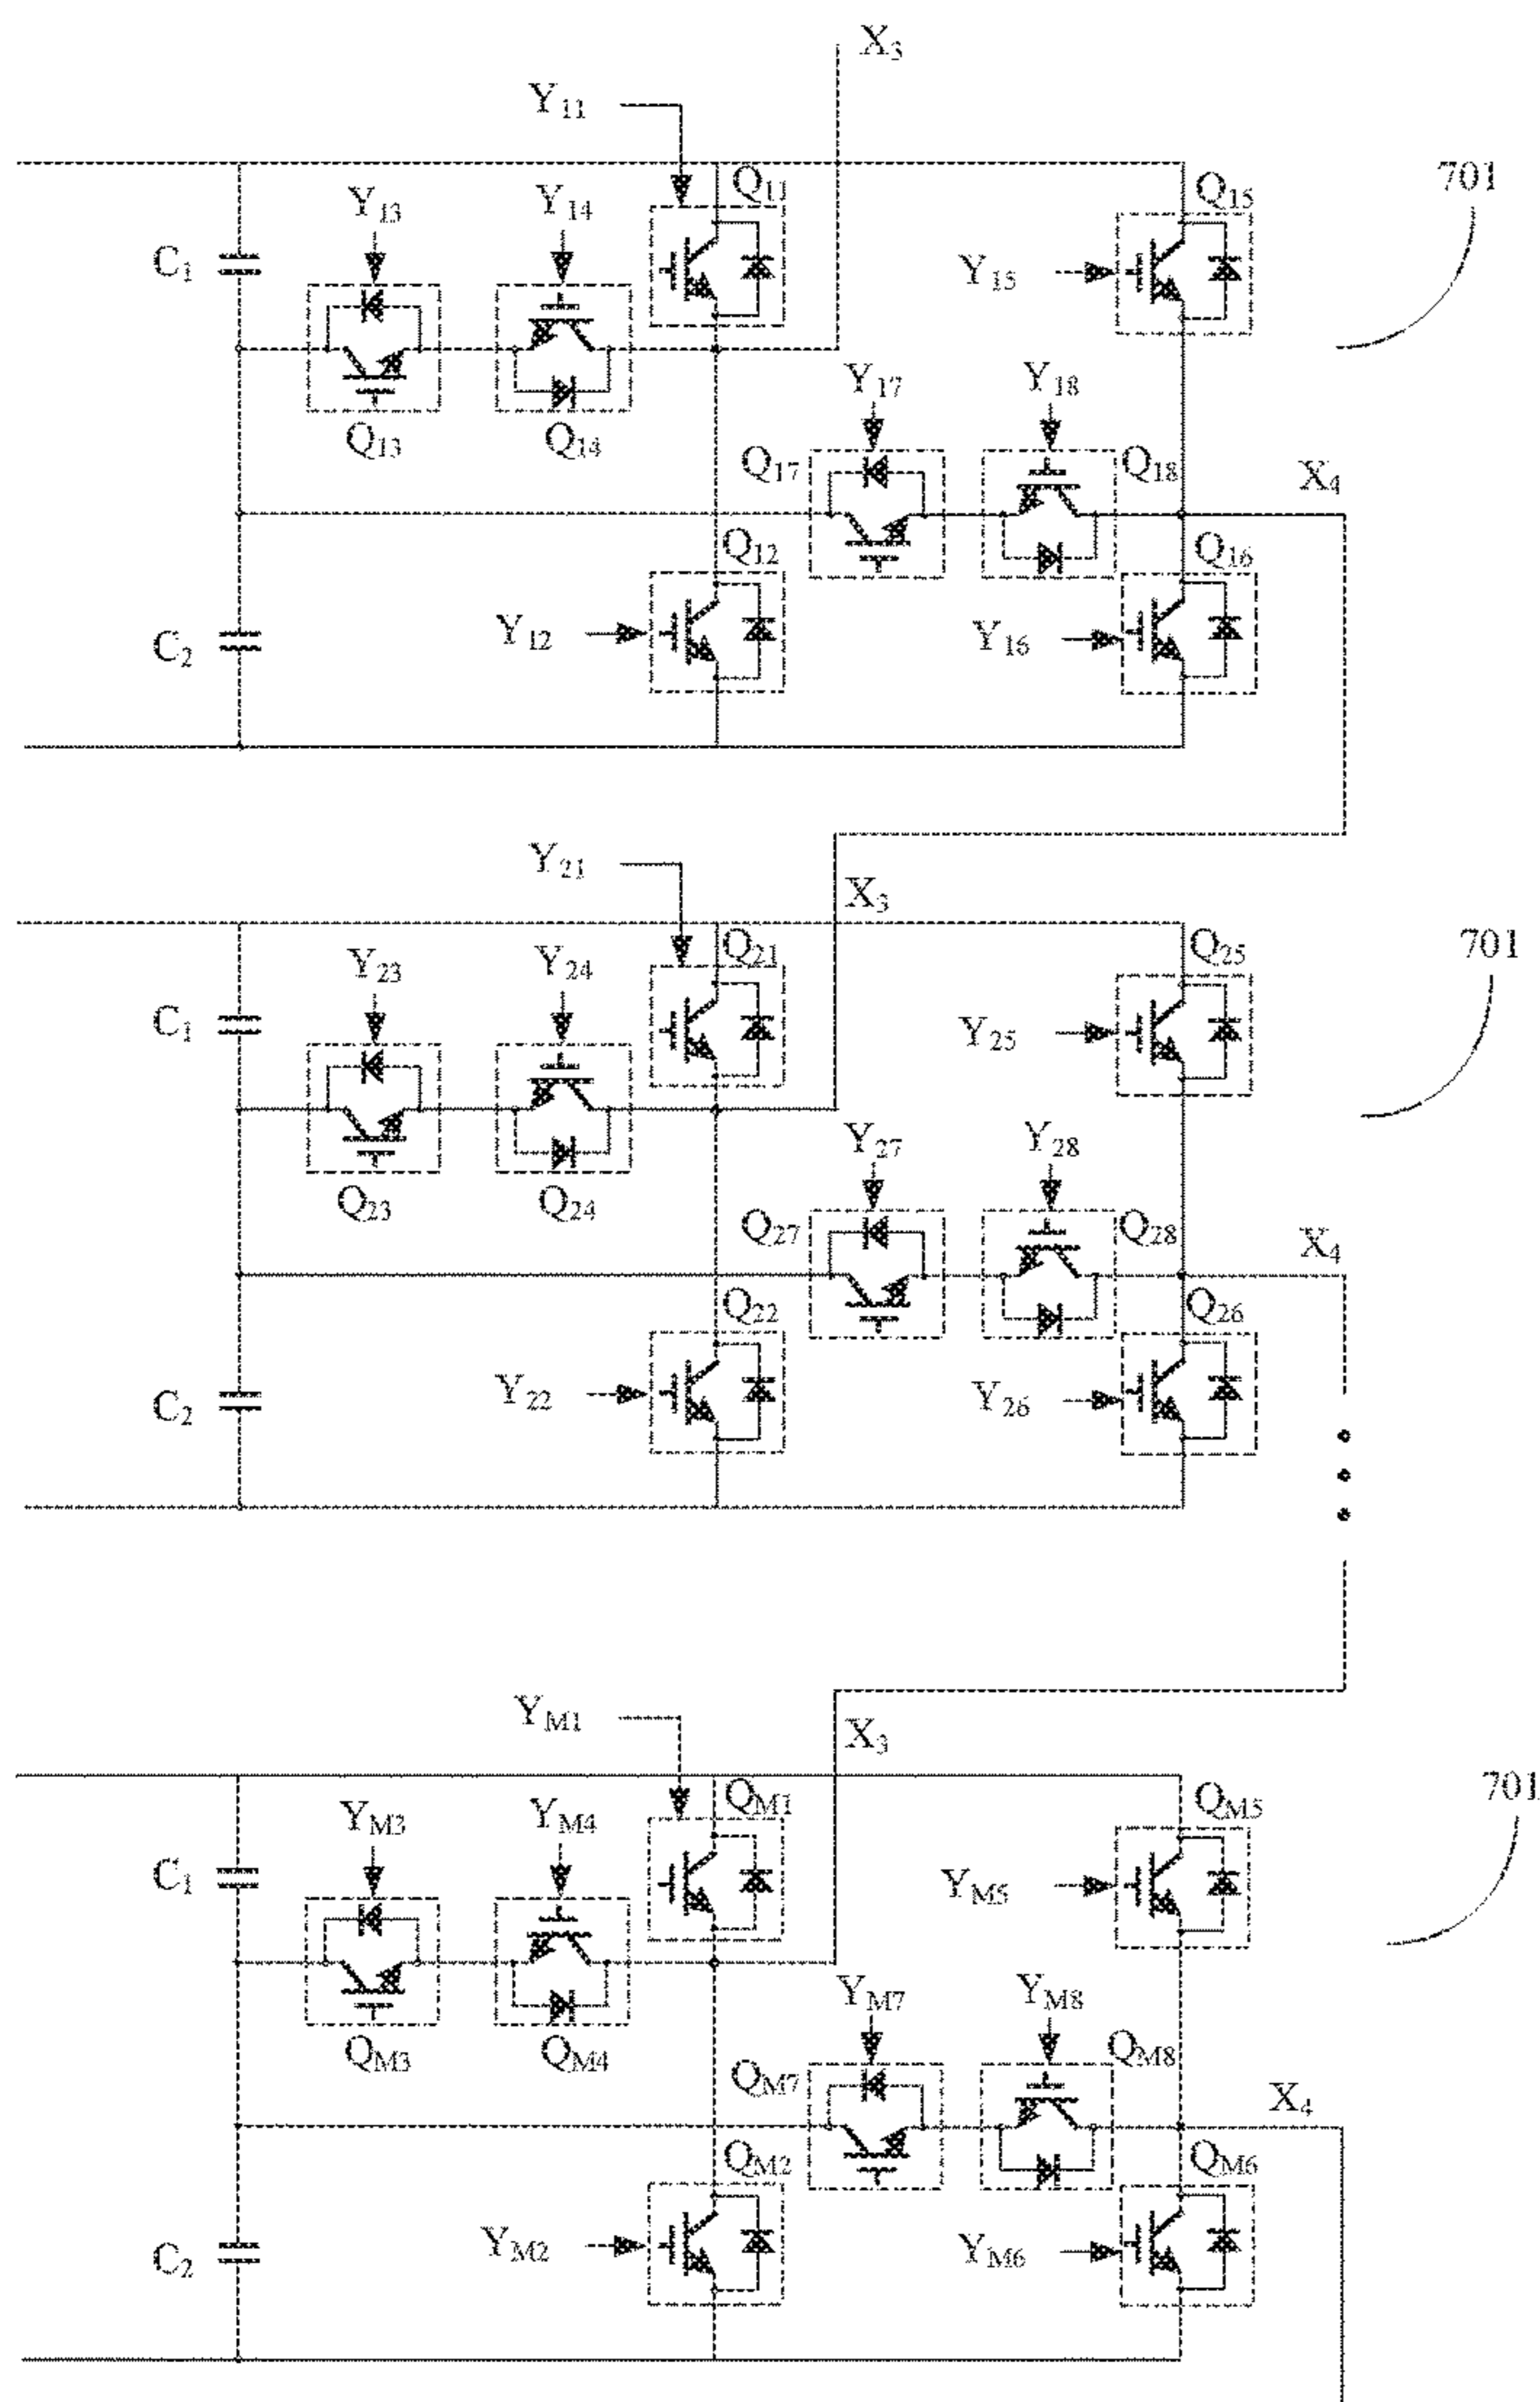 X3
Y11
Q11
Q15
701
Y13
Y14
C1
Y15
Q13
Q14
Y17
Y18
Q17
Q18
X4
Q12
Q16
Y12
Y16
C2
Y21
X3
Q21
Q25
701
Y23
Y24
C1
Y25
Q23
Q24
Y27
Y28
Q27
Q28
X4
Q22
Q26
Y22
Y26
C2
YM1
X3
QM1
QM5
701
YM3
YM4
C1
YM5
QM3
QM4
YM7
YM8
QM7
QM8
X4
QM2
QM6
YM2
YM6
C2